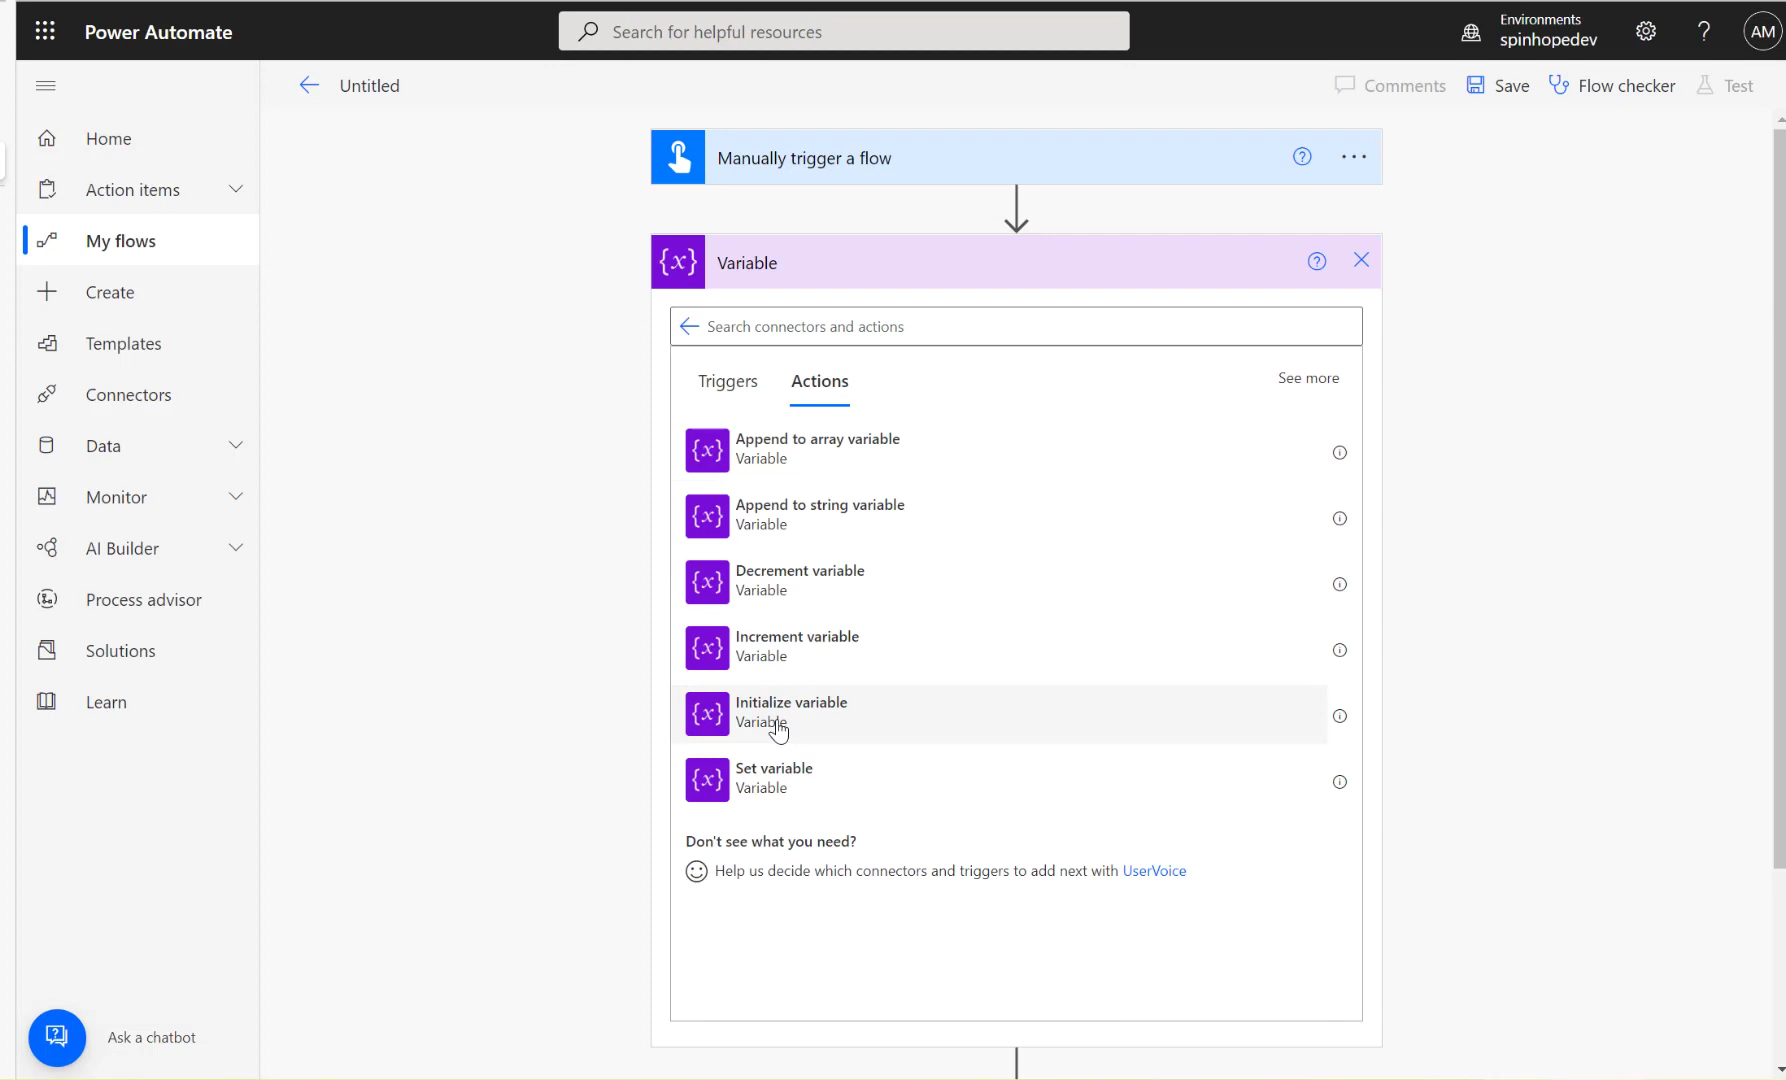 Power Automate
Search for helpful resources
Environments
spinhopedev
?
AM
Untitled
Comments
Save
Flow checker
Test
Home
Action items
My flows
Create
Templates
Connectors
Data
Monitor
AI Builder
Process advisor
Solutions
Learn
Ask a chatbot
Manually trigger a flow
?
{x} Variable
?
Search connectors and actions
Triggers
Actions
See more
{x} Append to array variable
Variable
{x} Append to string variable
Variable
{x} Decrement variable
Variable
{x} Increment variable
Variable
{x} Initialize variable
Variable
{x} Set variable
Variable
Don't see what you need?
Help us decide which connectors and triggers to add next with UserVoice